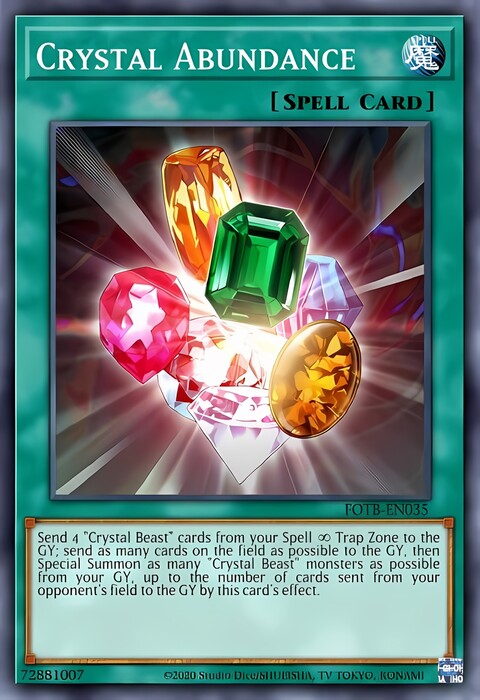 CRYSTAL ABUNDANCE
魔
[SPELL CARD]
FOTB-EN035
Send 4 "Crystal Beast" cards from your Spell ∞ Trap Zone to the
GY; send as many cards on the field as possible to the GY, then
Special Summon as many "Crystal Beast" monsters as possible
from your GY, up to the number of cards sent from your
opponent's field to the GY by this card's effect.
72881007
©2020 Studio Dice/SHUEISHA, TV TOKYO, KONAMI